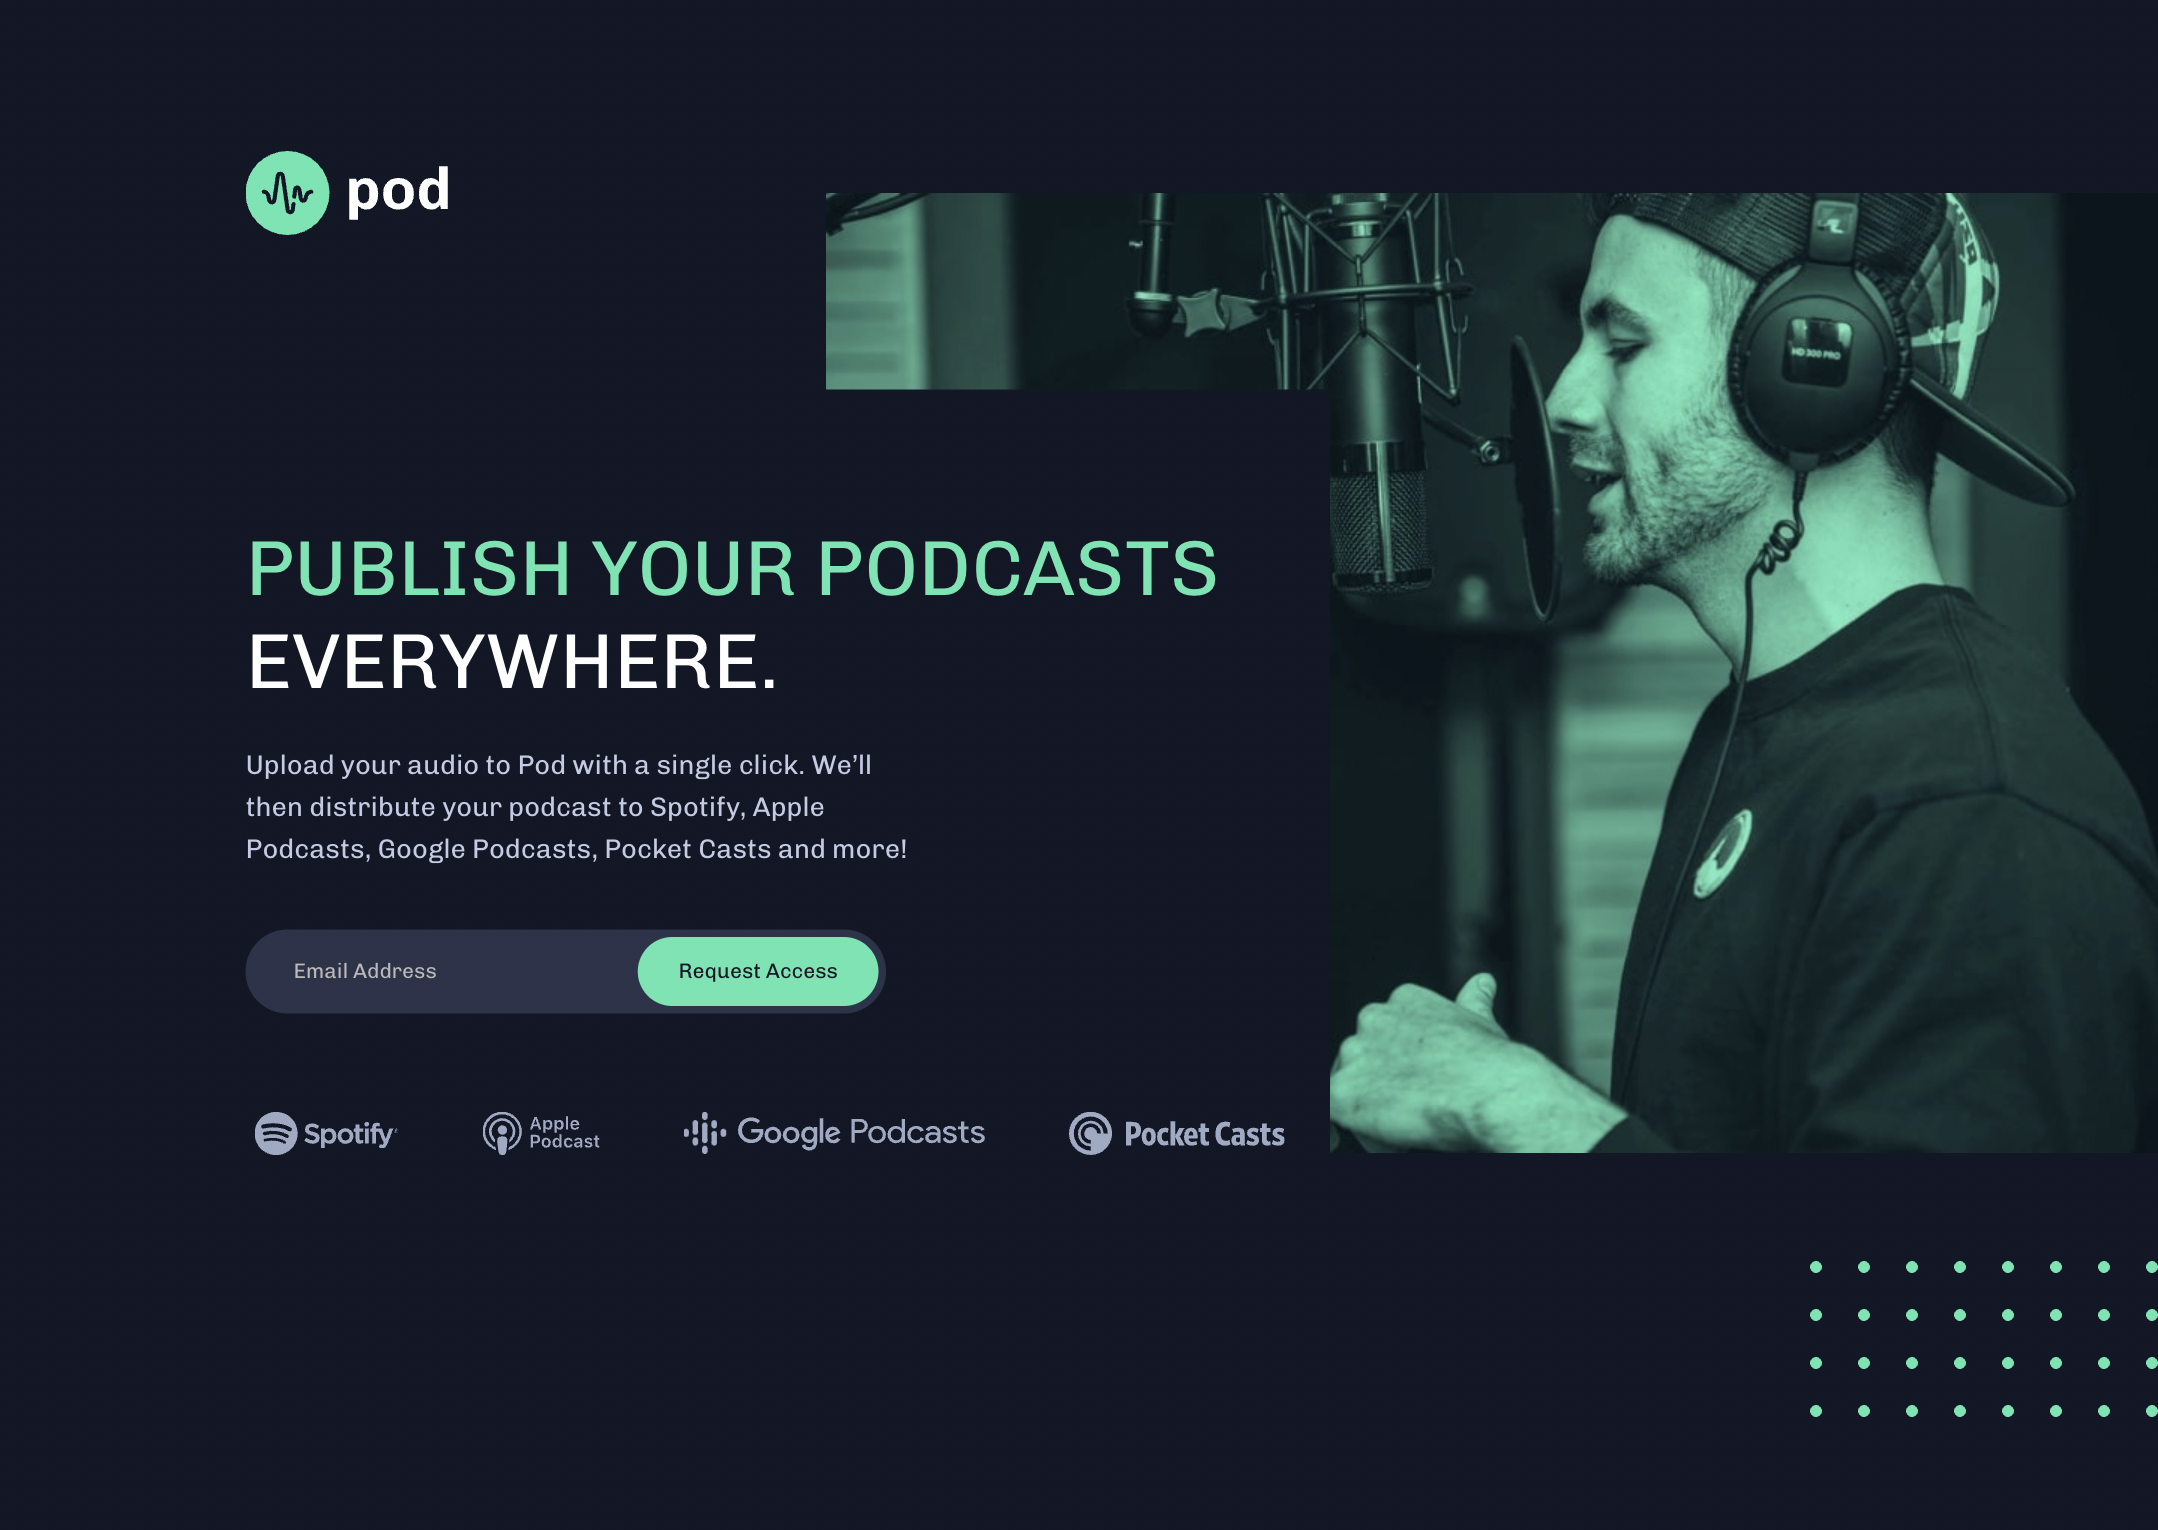 pod
HD 300 PRO
PUBLISH YOUR PODCASTS
EVERYWHERE.
Upload your audio to Pod with a single click. We’ll
then distribute your podcast to Spotify, Apple
Podcasts, Google Podcasts, Pocket Casts and more!
Email Address
Request Access
Spotify
Apple
Podcast
Google Podcasts
Pocket Casts